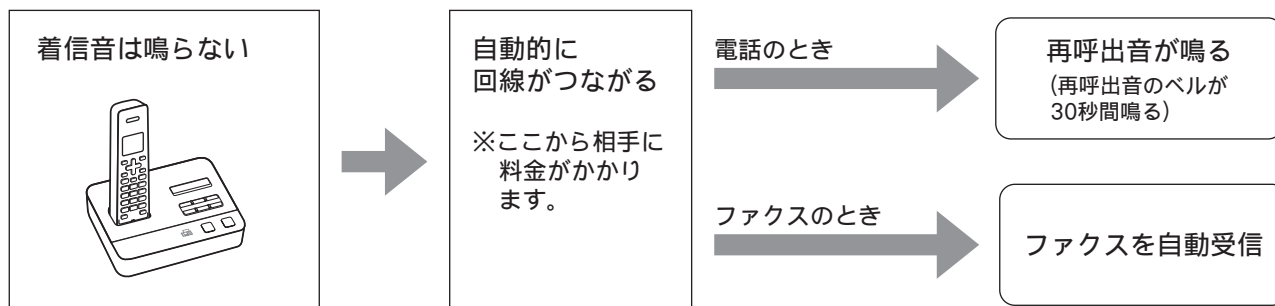 着信音は鳴らない
自動的に
回線がつながる
※ここから相手に
料金がかかり
ます。
電話のとき
再呼出音が鳴る
(再呼出音のベルが
30秒間鳴る)
ファクスのとき
ファクスを自動受信